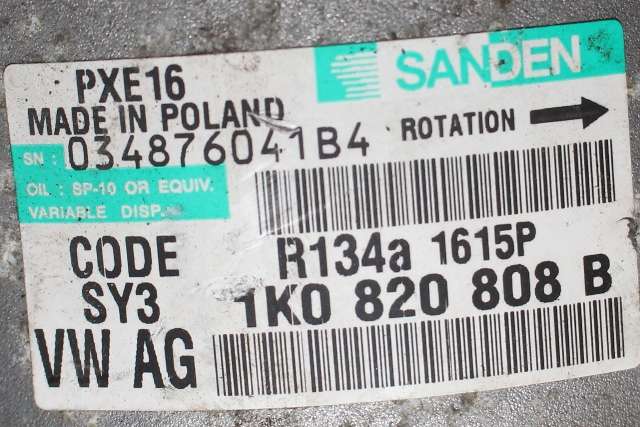 SANDEN
PXE16
MADE IN POLAND
ROTATION
SN : 034876041B4
OIL : SP-10 OR EQUIV.
VARIABLE DISP.
CODE
SY3
R134a 1615P
1K0 820 808 B
VW AG